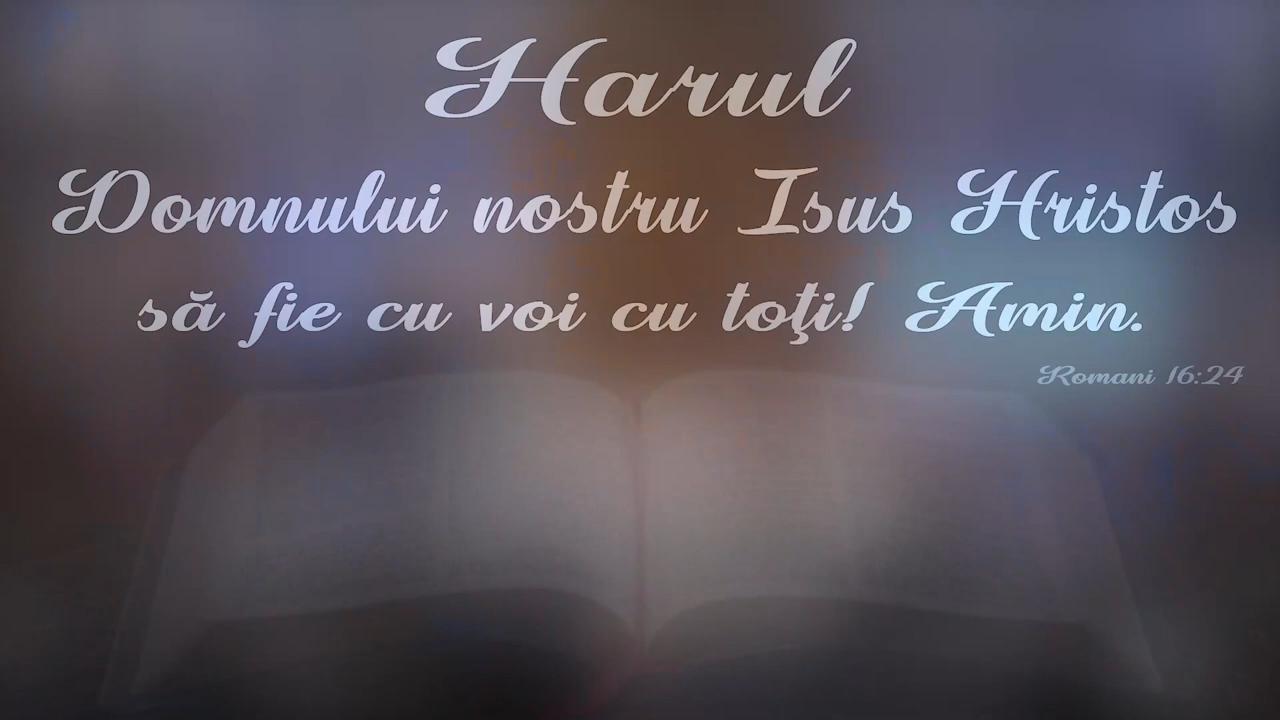 Harul
Domnului nostru Isus Hristos
să fie cu voi cu toţi! Amin.
Romani 16:24